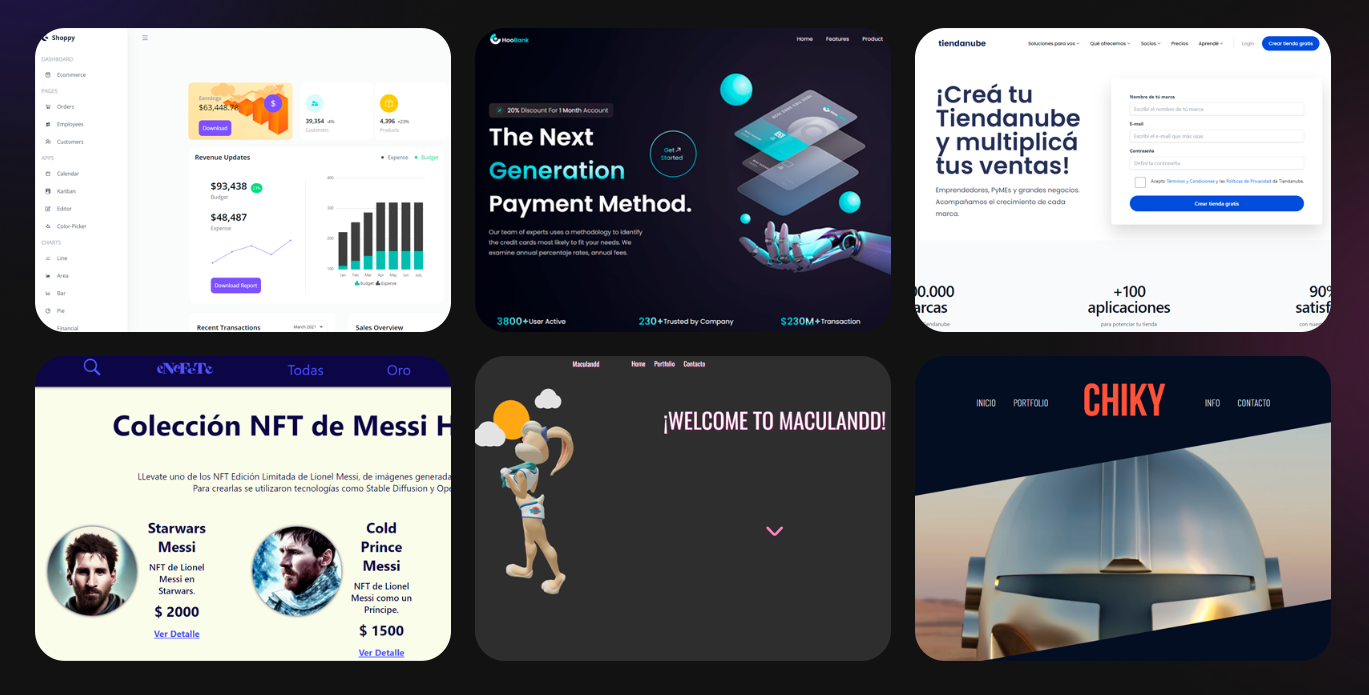 Shoppy
DASHBOARD
Ecommerce
PAGES
Orders
Employees
Customers
APPS
Calendar
Kanban
Editor
Color-Picker
CHARTS
Line
Area
Bar
Pie
Financial
Earnings
$63,448.78
Download
39,354 -4%
Customers
4,396 +23%
Products
Revenue Updates
Expense Budget
$93,438
Budget
$48,487
Expense
Download Report
400
300
200
100
Jan Feb Mar Apr May Jun July
Budget Expense
Recent Transactions
March 2021
Sales Overview
HooBank
Home Features Product
20% Discount For 1 Month Account
The Next
Generation
Payment Method.
Get
Started
Our team of experts uses a methodology to identify
the credit cards most likely to fit your needs. We
examine annual percentage rates, annual fees.
HooBank
3800+ User Active
230+ Trusted by Company
$230M+ Transaction
tiendanube
Soluciones para vos Qué ofrecemos Socios Precios Aprendé Login Crear tienda gratis
¡Creá tu
Tiendanube
y multiplicá
tus ventas!
Emprendedores, PyMEs y grandes negocios.
Acompañamos el crecimiento de cada
marca.
Nombre de tú marca
Escribí el nombre de tú marca
E-mail
Escribí el e-mail que más usas
Contraseña
Definí la contraseña
Acepto Términos y Condiciones y las Políticas de Privacidad de Tiendanube.
Crear tienda gratis
00.000
arcas
+100
aplicaciones
para potenciar tu tienda
90%
satisf
eNeFeTe
Todas
Oro
Colección NFT de Messi H
LLevate uno de los NFT Edición Limitada de Lionel Messi, de imágenes generada
Para crearlas se utilizaron tecnologías como Stable Diffusion y Ope
Starwars
Messi
NFT de Lionel
Messi en
Starwars.
$ 2000
Ver Detalle
Cold
Prince
Messi
NFT de Lionel
Messi como un
Príncipe.
$ 1500
Ver Detalle
Maculandd
Home Portfolio Contacto
¡WELCOME TO MACULANDD!
INICIO PORTFOLIO
CHIKY
INFO CONTACTO